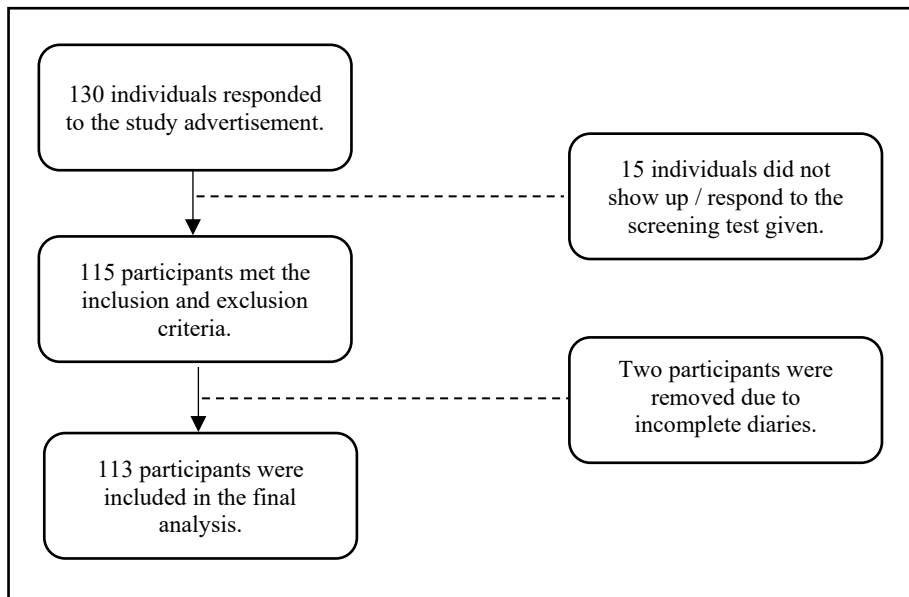 130 individuals responded
to the study advertisement.
15 individuals did not
show up / respond to the
screening test given.
115 participants met the
inclusion and exclusion
criteria.
Two participants were
removed due to
incomplete diaries.
113 participants were
included in the final
analysis.